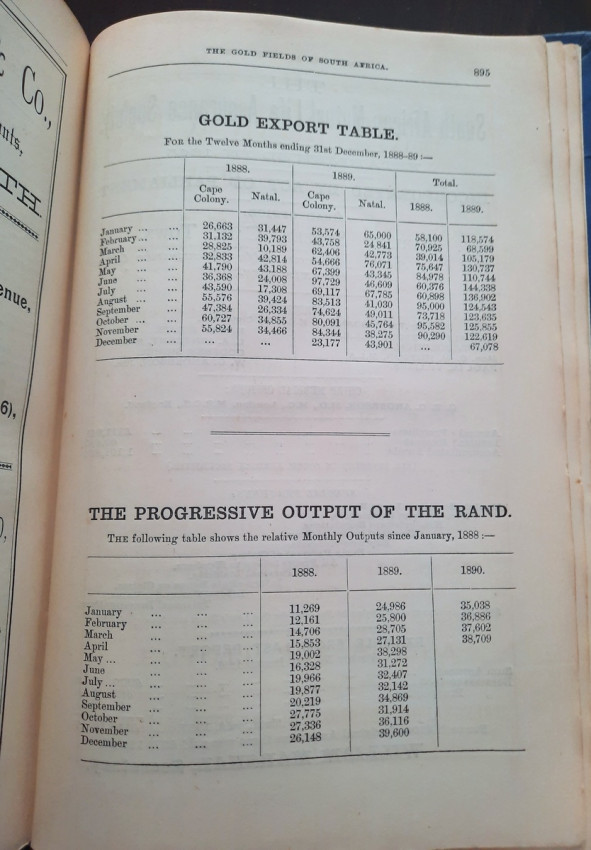 Co.,
nts,
TH
enue,
6),
THE GOLD FIELDS OF SOUTH AFRICA. 895
GOLD EXPORT TABLE.
For the Twelve Months ending 31st December, 1888-89 :—
1888. 1889. Total.
Cape Colony. Natal. Cape Colony. Natal. 1888. 1889.
January ... ... 26,663 31,447 53,574 65,000 58,100 118,574
February ... ... 31,132 39,793 43,758 24,841 70,925 68,599
March ... ... 28,825 10,189 62,406 42,773 39,014 105,179
April ... ... 32,833 42,814 54,666 76,071 75,647 130,737
May ... ... 41,790 43,188 67,399 43,345 84,978 110,744
June ... ... 36,368 24,008 97,729 46,609 60,376 144,338
July ... ... 43,590 17,308 69,117 67,785 60,898 136,902
August ... ... 55,576 39,424 83,513 41,030 95,000 124,543
September ... 47,384 26,334 74,624 49,011 73,718 123,635
October ... ... 60,727 34,855 80,091 45,764 95,582 125,855
November ... 55,824 34,466 84,344 38,275 90,290 122,619
December ... ... ... 23,177 43,901 ... 67,078
THE PROGRESSIVE OUTPUT OF THE RAND.
THE following table shows the relative Monthly Outputs since January, 1888 :—
1888. 1889. 1890.
January ... ... ... 11,269 24,986 35,038
February ... ... ... 12,161 25,800 36,886
March ... ... ... 14,706 28,705 37,602
April ... ... ... 15,853 27,131 38,709
May ... ... ... ... 19,002 38,298
June ... ... ... 16,328 31,272
July ... ... ... ... 19,966 32,407
August ... ... ... 19,877 32,142
September ... ... ... 20,219 34,869
October ... ... ... 27,775 31,914
November ... ... ... 27,336 36,116
December ... ... ... 26,148 39,600